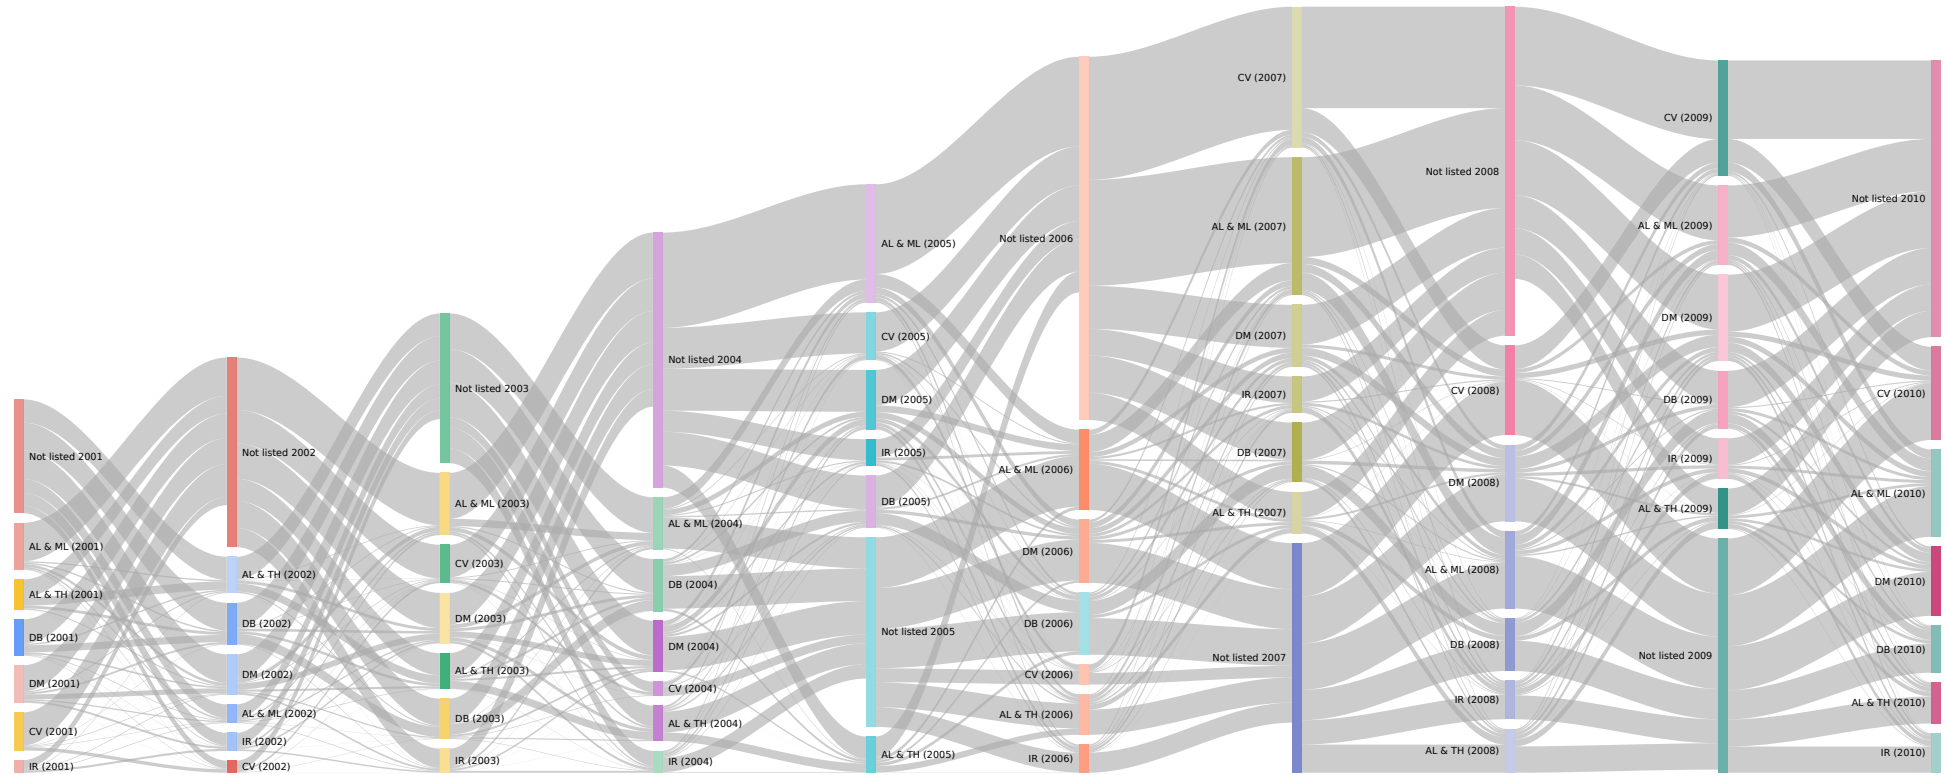 Not listed 2001
AL & ML (2001)
AL & TH (2001)
DB (2001)
DM (2001)
CV (2001)
IR (2001)
Not listed 2002
AL & TH (2002)
DB (2002)
DM (2002)
AL & ML (2002)
IR (2002)
CV (2002)
Not listed 2003
AL & ML (2003)
CV (2003)
DM (2003)
AL & TH (2003)
DB (2003)
IR (2003)
Not listed 2004
AL & ML (2004)
DB (2004)
DM (2004)
CV (2004)
AL & TH (2004)
IR (2004)
AL & ML (2005)
CV (2005)
DM (2005)
IR (2005)
DB (2005)
Not listed 2005
AL & TH (2005)
Not listed 2006
AL & ML (2006)
DM (2006)
DB (2006)
CV (2006)
AL & TH (2006)
IR (2006)
CV (2007)
AL & ML (2007)
DM (2007)
IR (2007)
DB (2007)
AL & TH (2007)
Not listed 2007
Not listed 2008
CV (2008)
DM (2008)
AL & ML (2008)
DB (2008)
IR (2008)
AL & TH (2008)
CV (2009)
AL & ML (2009)
DM (2009)
DB (2009)
IR (2009)
AL & TH (2009)
Not listed 2009
Not listed 2010
CV (2010)
AL & ML (2010)
DM (2010)
DB (2010)
AL & TH (2010)
IR (2010)